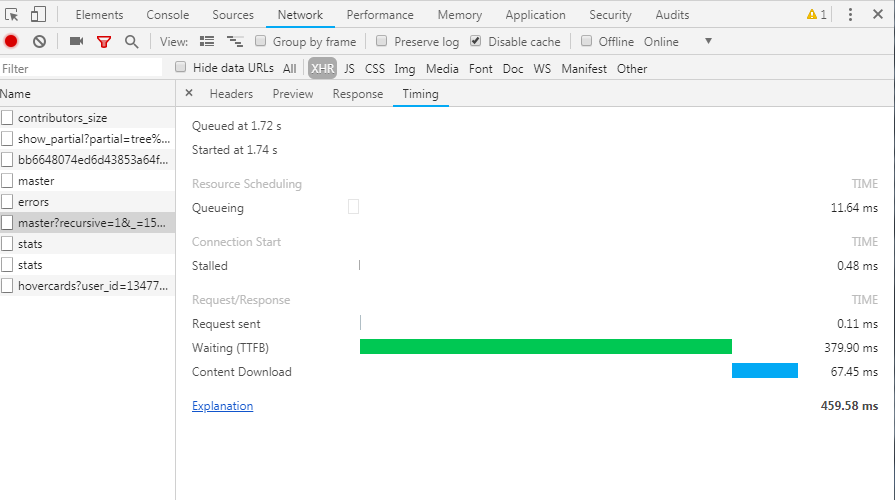 Elements Console Sources Network Performance Memory Application Security Audits 1
View: Group by frame Preserve log Disable cache Offline Online
Filter Hide data URLs All XHR JS CSS Img Media Font Doc WS Manifest Other
Name Headers Preview Response Timing
contributors_size
show_partial?partial=tree%...
bb6648074ed6d43853a64f...
master
errors
master?recursive=1&_=15...
stats
stats
hovercards?user_id=13477...
Queued at 1.72 s
Started at 1.74 s
Resource Scheduling TIME
Queueing 11.64 ms
Connection Start TIME
Stalled 0.48 ms
Request/Response TIME
Request sent 0.11 ms
Waiting (TTFB) 379.90 ms
Content Download 67.45 ms
Explanation 459.58 ms